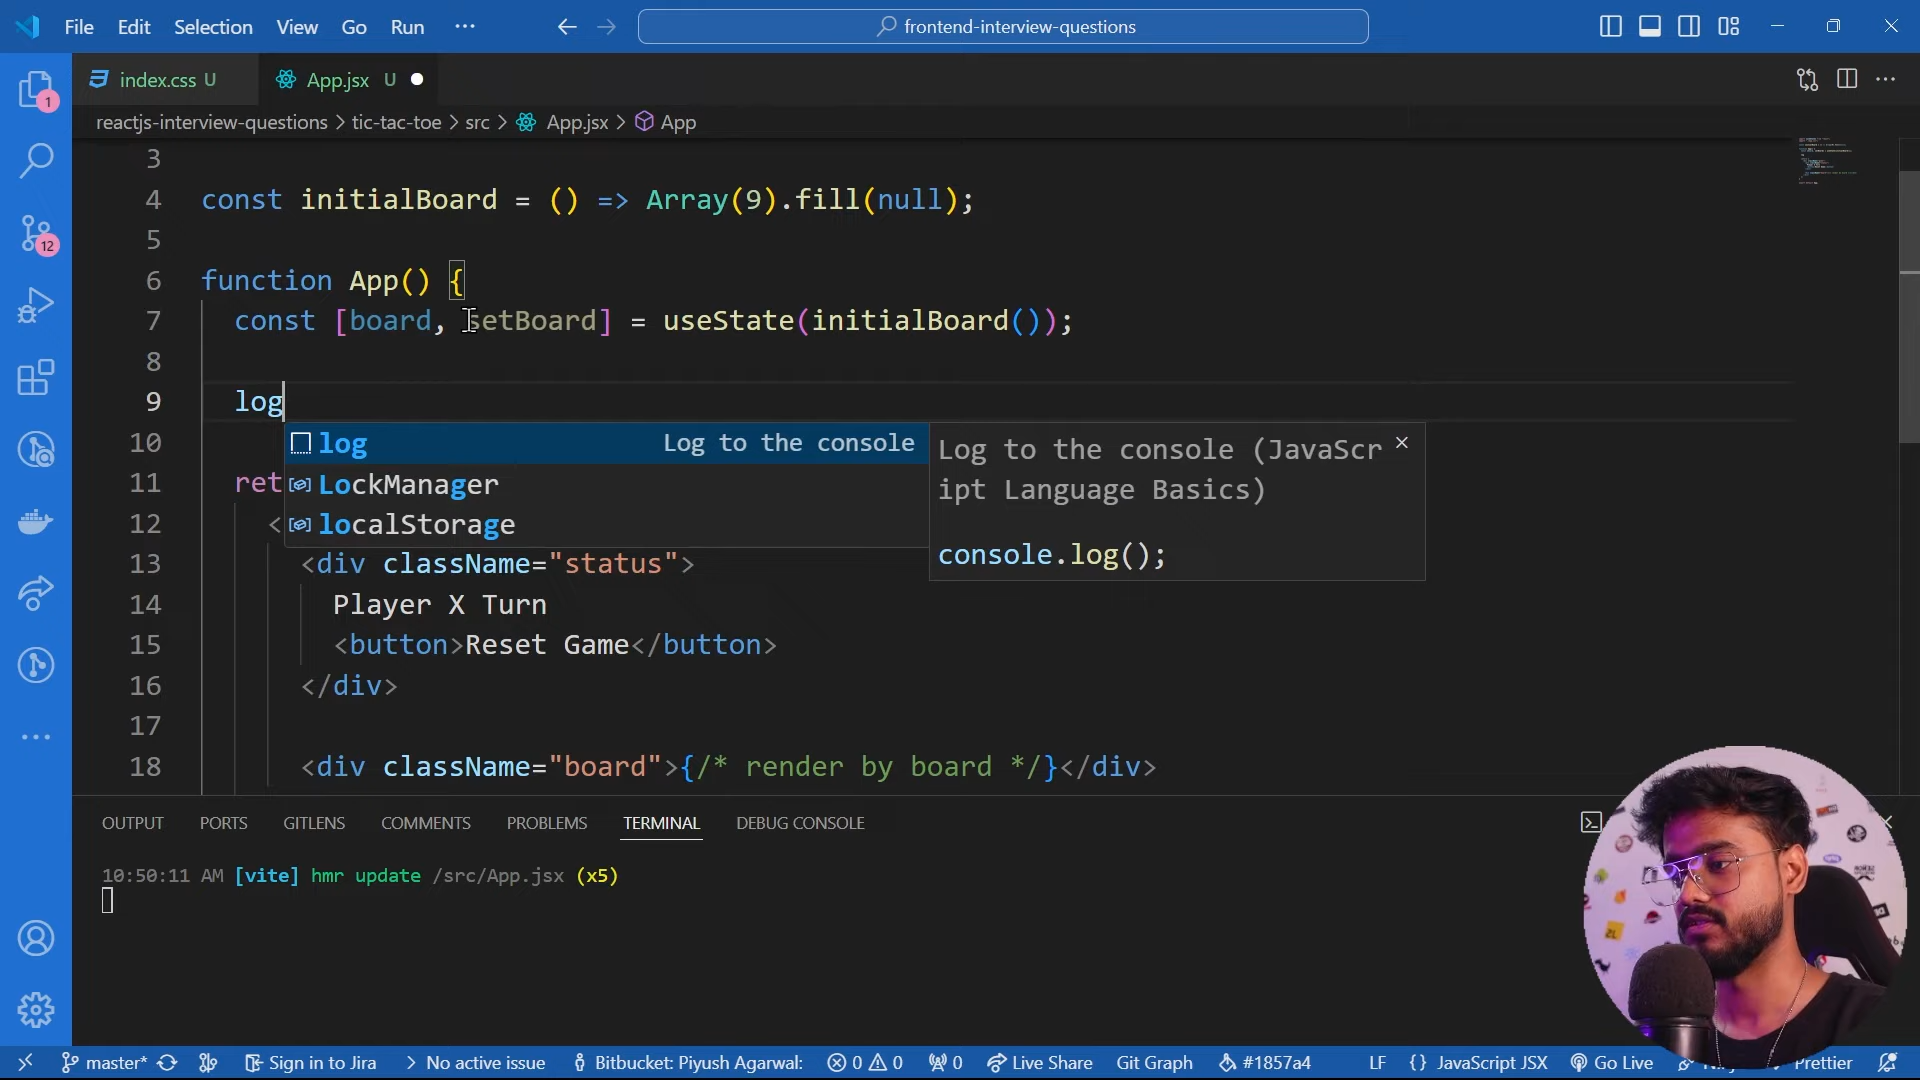 File Edit Selection View Go Run ··· frontend-interview-questions
index.css U App.jsx U
reactjs-interview-questions > tic-tac-toe > src > App.jsx > App
3
4 const initialBoard = () => Array(9).fill(null);
5
6 function App() {
7 const [board, setBoard] = useState(initialBoard());
8
9 log
10 log Log to the console
LockManager
localStorage
Log to the console (JavaScr
ipt Language Basics)
console.log();
11 ret
12 <
13 <div className="status">
14 Player X Turn
15 <button>Reset Game</button>
16 </div>
17
18 <div className="board">{/* render by board */}</div>
OUTPUT PORTS GITLENS COMMENTS PROBLEMS TERMINAL DEBUG CONSOLE
10:50:11 AM [vite] hmr update /src/App.jsx (x5)
1
12
master* Sign in to Jira No active issue Bitbucket: Piyush Agarwal: 0 0 0 Live Share Git Graph #1857a4 LF {} JavaScript JSX Go Live Prettier